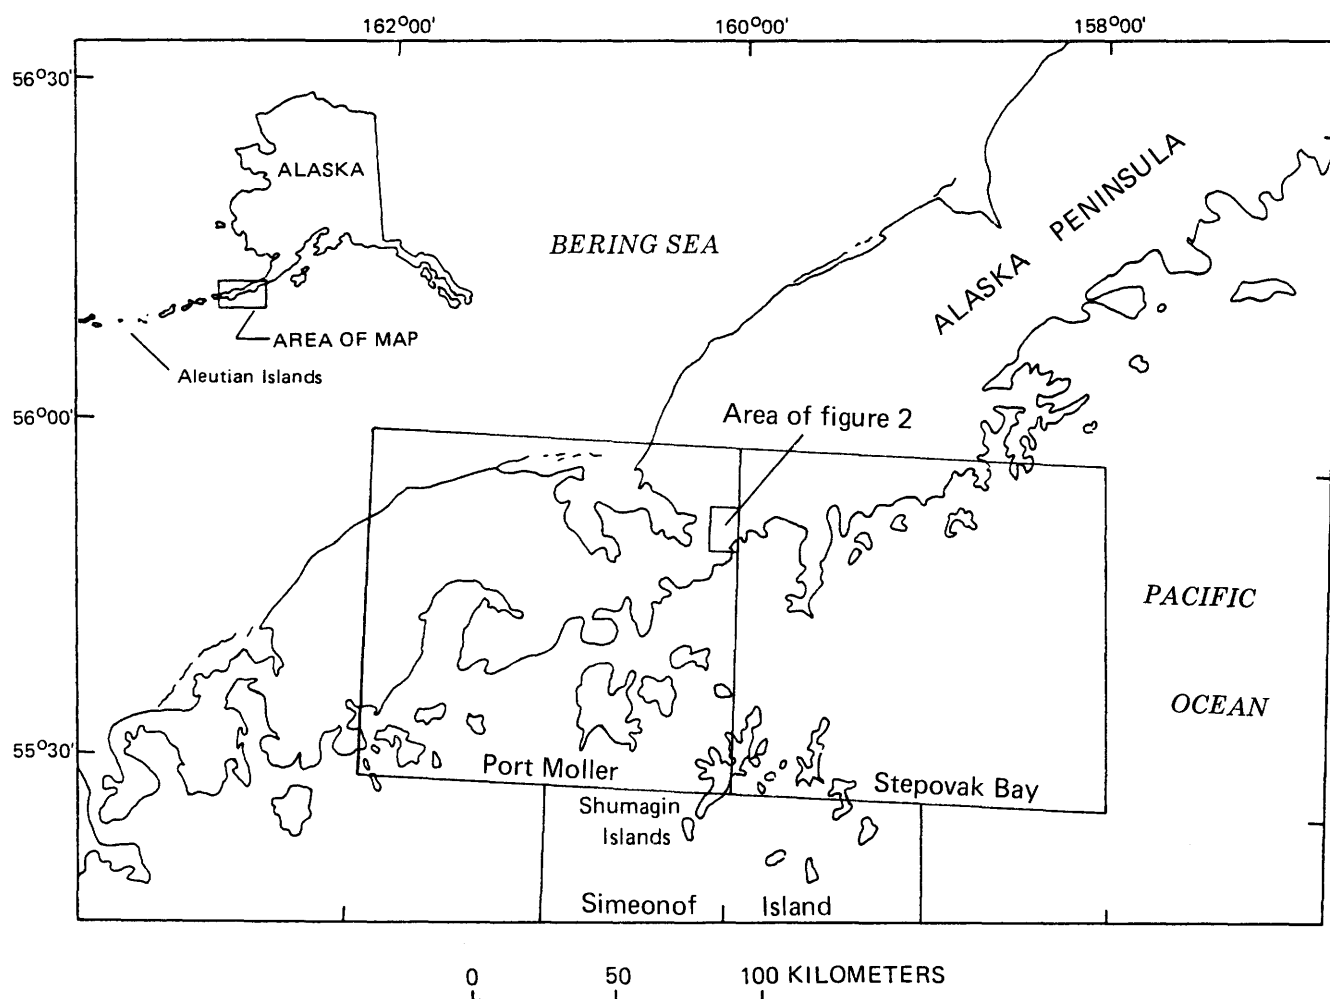 162°00' 160°00' 158°00'
56°30'
ALASKA
BERING SEA
ALASKA PENINSULA
AREA OF MAP
Aleutian Islands
56°00'
Area of figure 2
PACIFIC
OCEAN
55°30'
Port Moller
Stepovak Bay
Shumagin
Islands
Simeonof Island
0 50 100 KILOMETERS